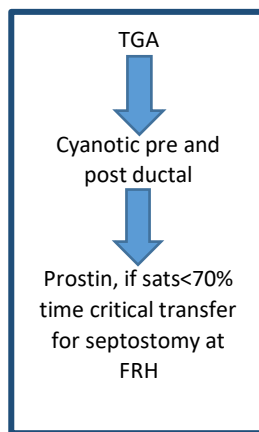 TGA
Cyanotic pre and
post ductal
Prostin, if sats<70%
time critical transfer
for septostomy at
FRH